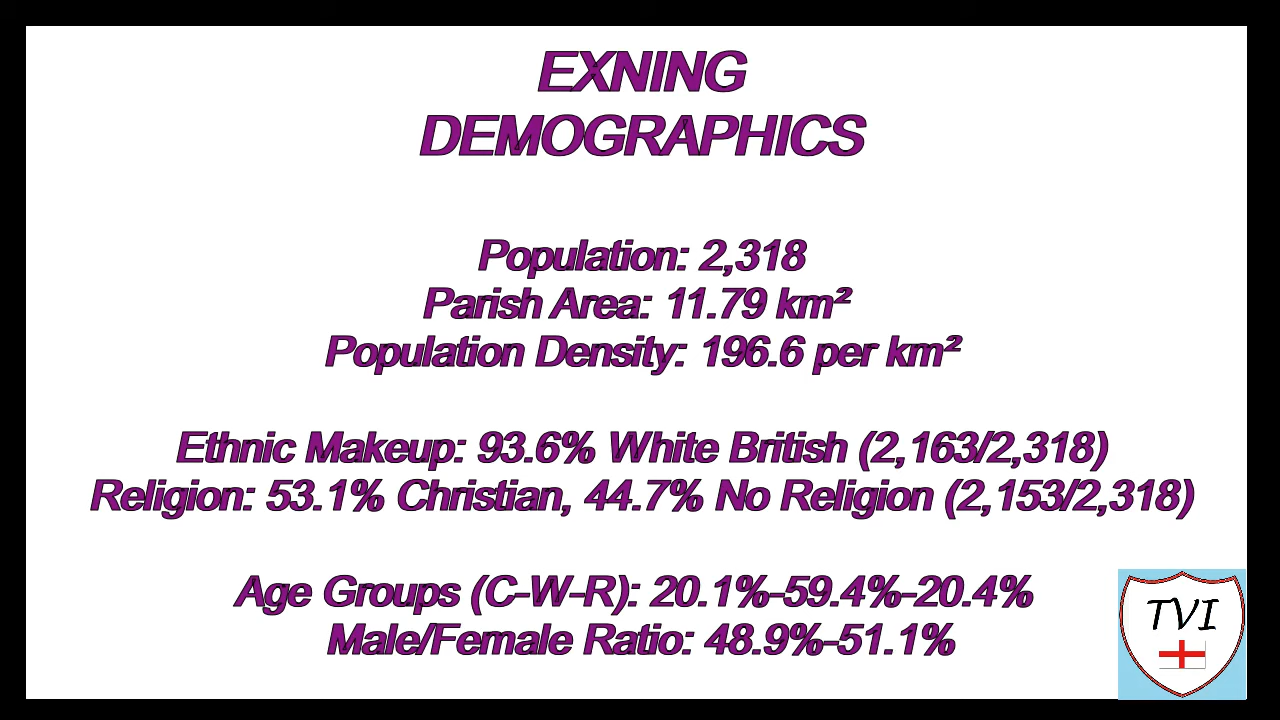 EXNING
DEMOGRAPHICS
Population: 2,318
Parish Area: 11.79 km²
Population Density: 196.6 per km²
Ethnic Makeup: 93.6% White British (2,163/2,318)
Religion: 53.1% Christian, 44.7% No Religion (2,153/2,318)
Age Groups (C-W-R): 20.1%-59.4%-20.4%
Male/Female Ratio: 48.9%-51.1%
TVI